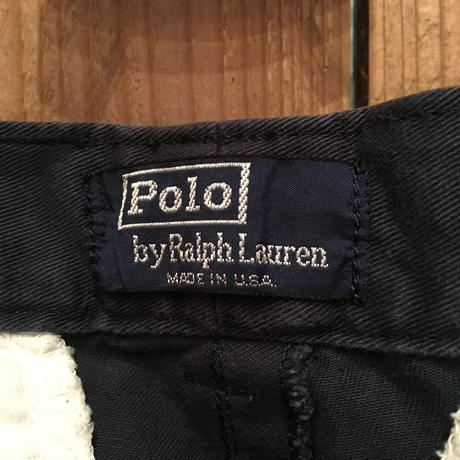 Polo
by Ralph Lauren
MADE IN U.S.A.